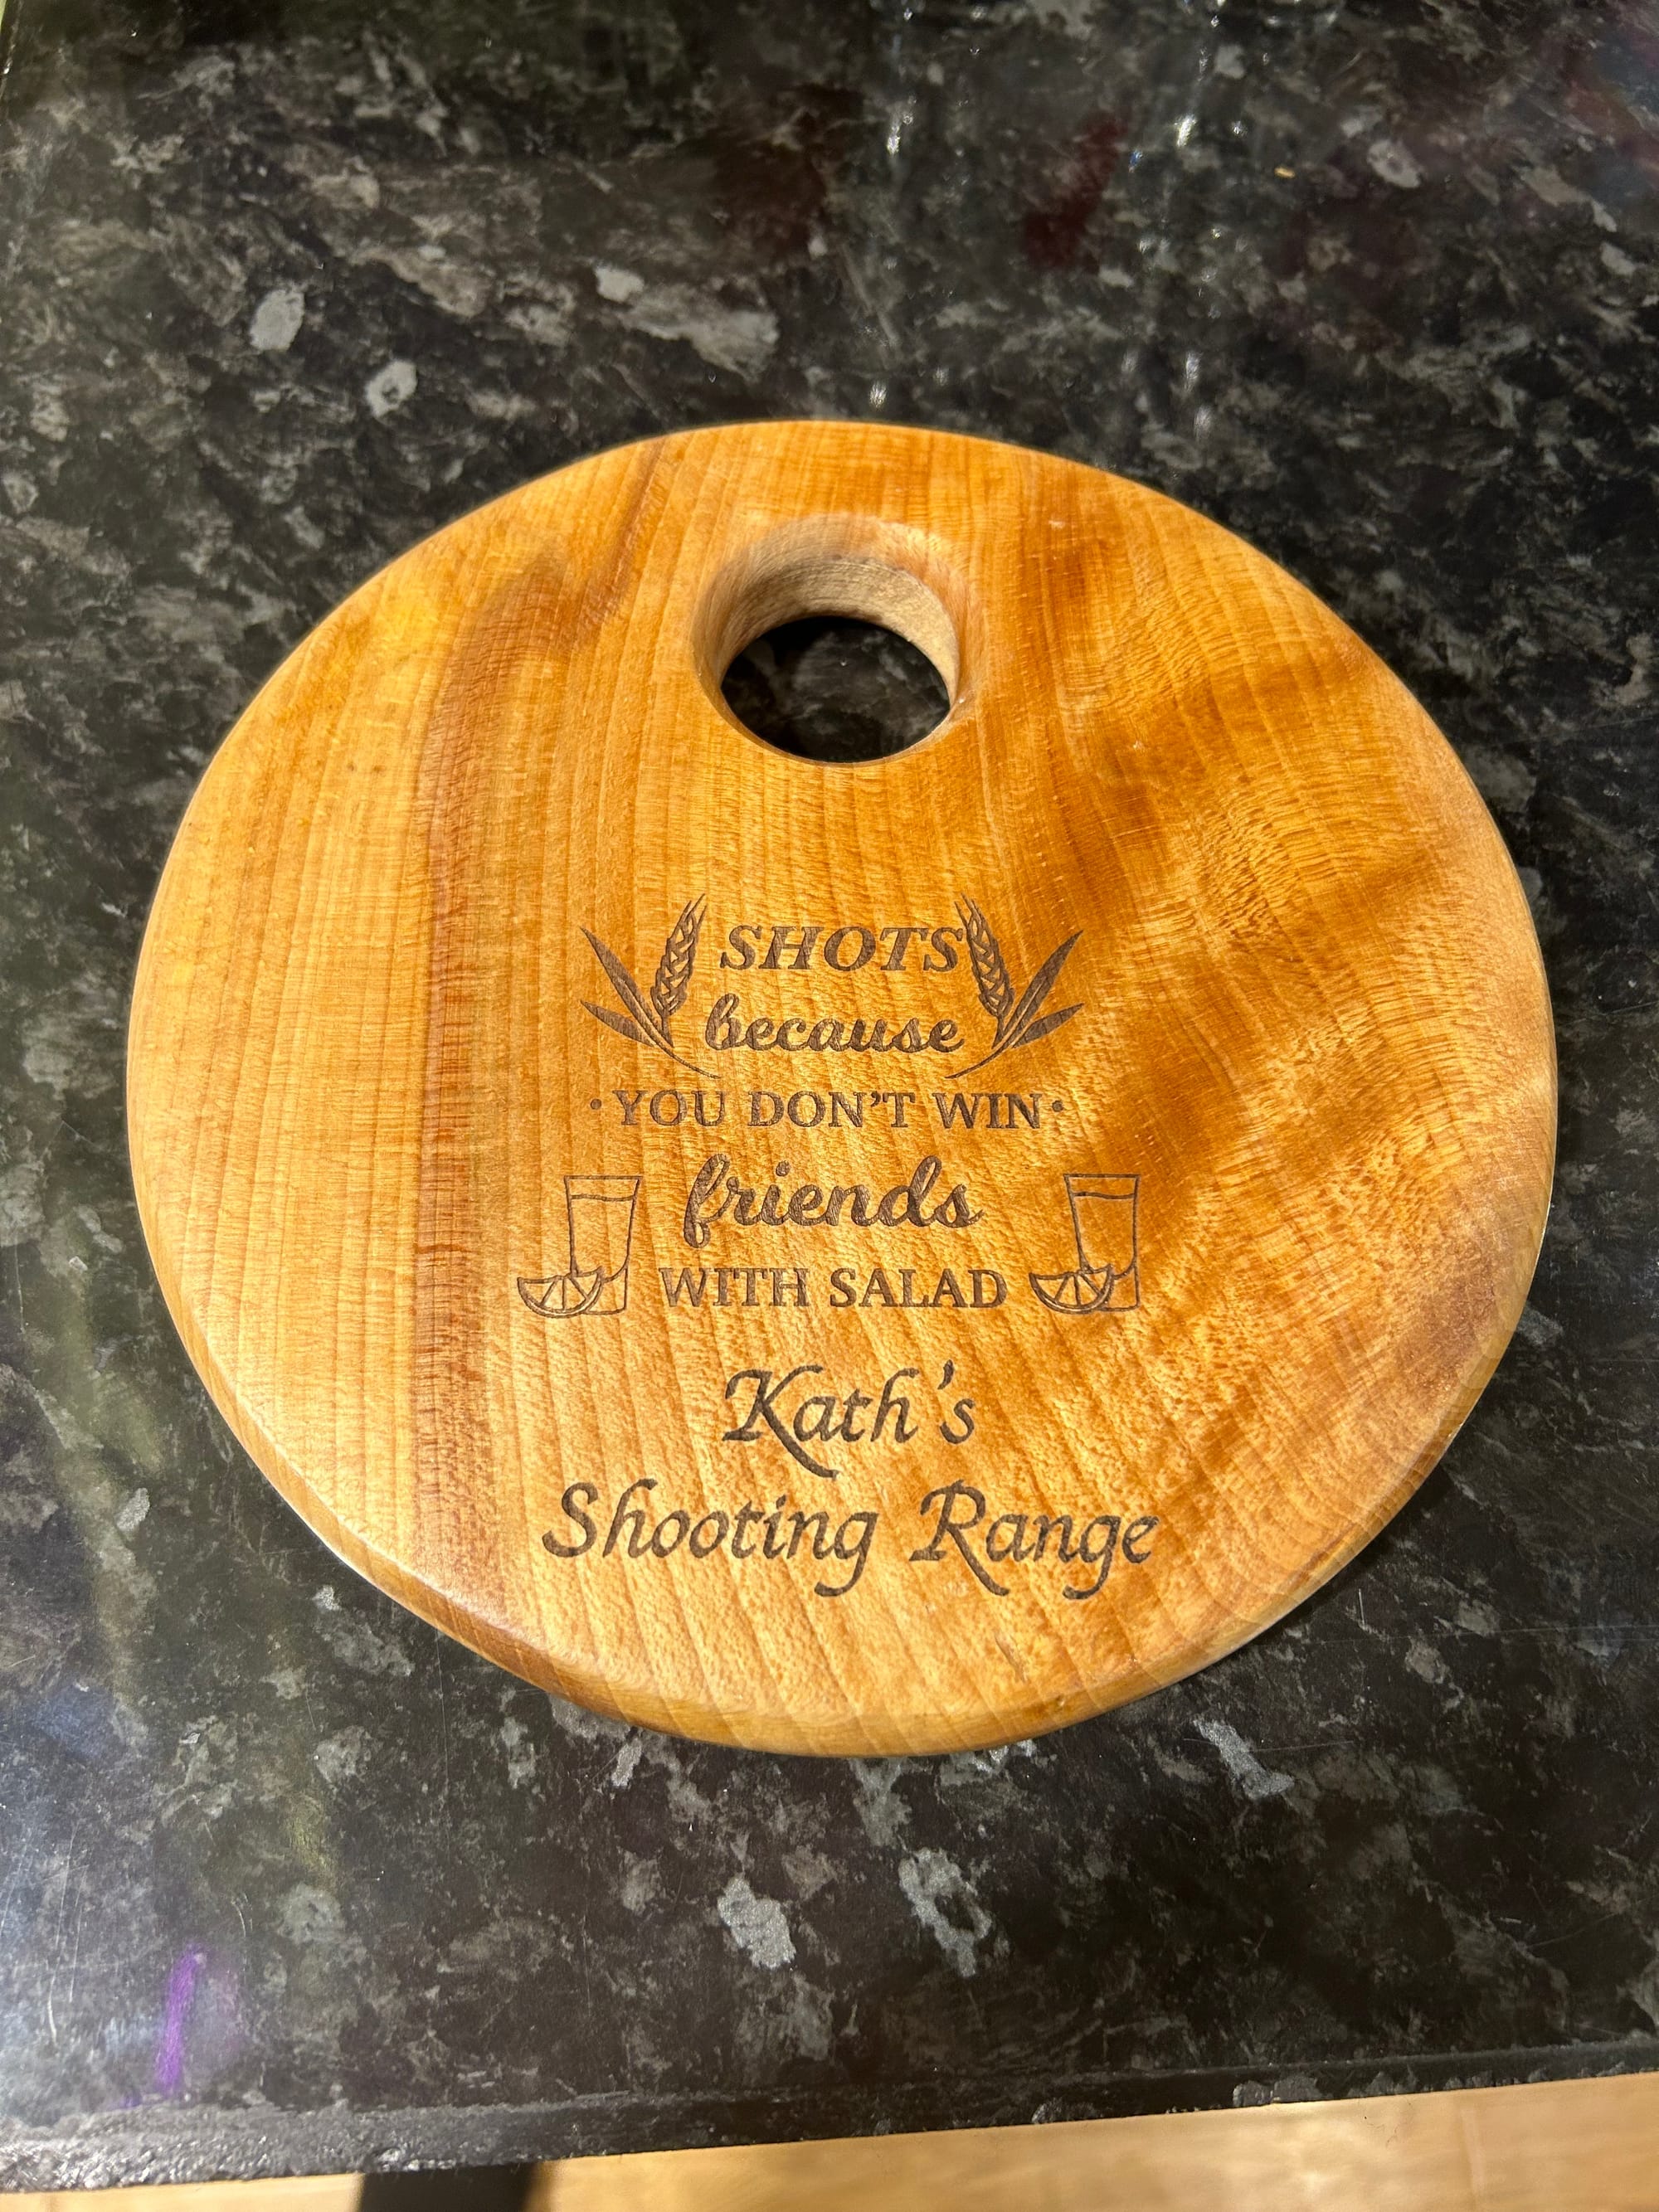 SHOTS
because
·YOU DON'T WIN·
friends
WITH SALAD
Kath's
Shooting Range